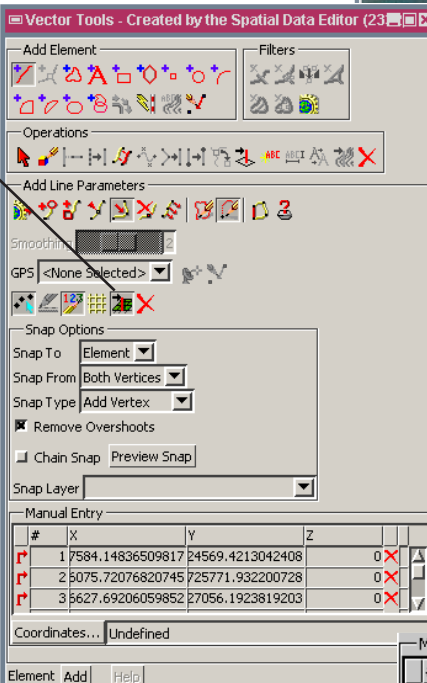 Vector Tools - Created by the Spatial Data Editor (23
Add Element
Filters
Operations
Add Line Parameters
Smoothing 2
GPS <None Selected>
Snap Options
Snap To Element
Snap From Both Vertices
Snap Type Add Vertex
Remove Overshoots
Chain Snap Preview Snap
Snap Layer
Manual Entry
# X Y Z
1 7584.14836509817 24569.4213042408 0
2 6075.72076820745 725771.932200728 0
3 6627.69206059852 27056.1923819203 0
Coordinates... Undefined
Element Add Help